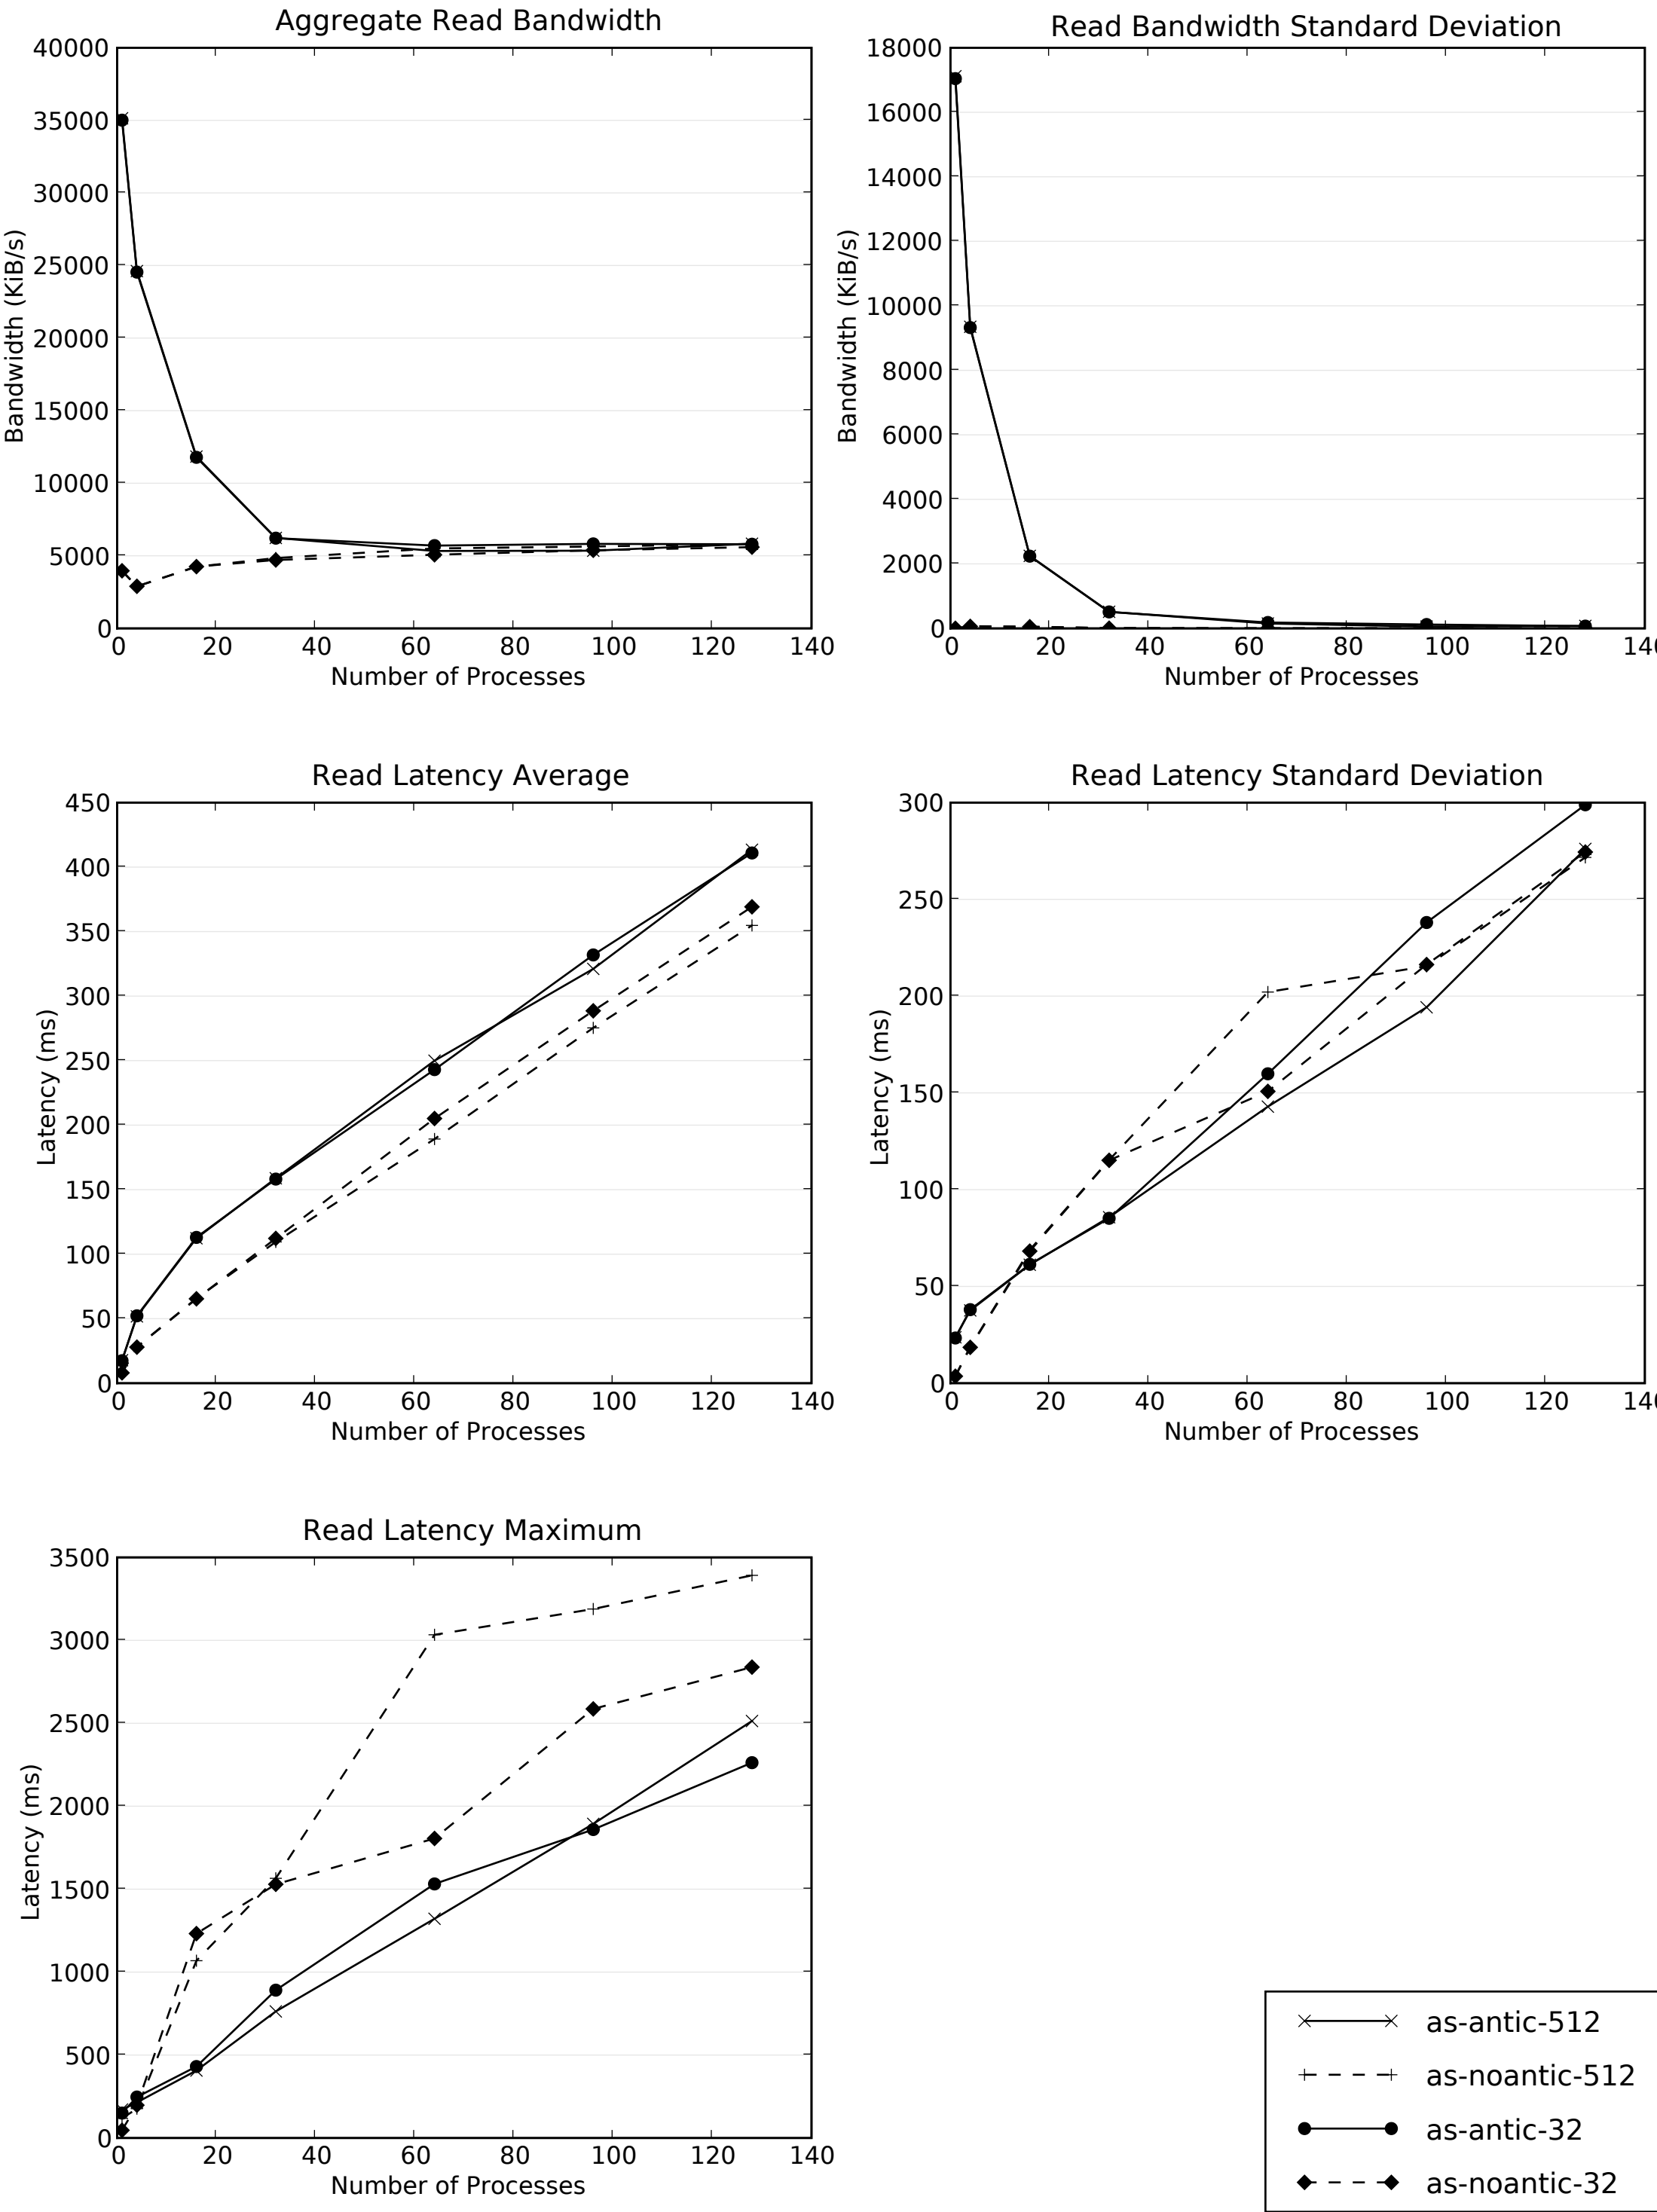 Aggregate Read Bandwidth
Bandwidth (KiB/s)
40000
35000
30000
25000
20000
15000
10000
5000
0
0 20 40 60 80 100 120 140
Number of Processes
Read Bandwidth Standard Deviation
Bandwidth (KiB/s)
18000
16000
14000
12000
10000
8000
6000
4000
2000
0
0 20 40 60 80 100 120 140
Number of Processes
Read Latency Average
Latency (ms)
450
400
350
300
250
200
150
100
50
0
0 20 40 60 80 100 120 140
Number of Processes
Read Latency Standard Deviation
Latency (ms)
300
250
200
150
100
50
0
0 20 40 60 80 100 120 140
Number of Processes
Read Latency Maximum
Latency (ms)
3500
3000
2500
2000
1500
1000
500
0
0 20 40 60 80 100 120 140
Number of Processes
as-antic-512
as-noantic-512
as-antic-32
as-noantic-32